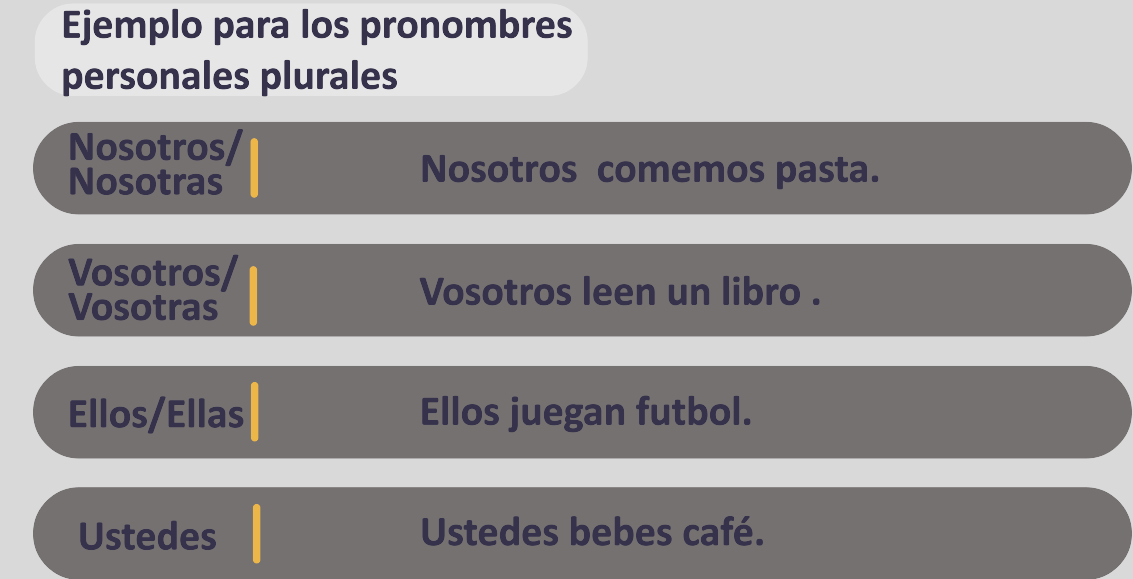 Ejemplo para los pronombres
personales plurales
Nosotros/
Nosotras
Nosotros comemos pasta.
Vosotros/
Vosotras
Vosotros leen un libro .
Ellos/Ellas
Ellos juegan futbol.
Ustedes
Ustedes bebes café.